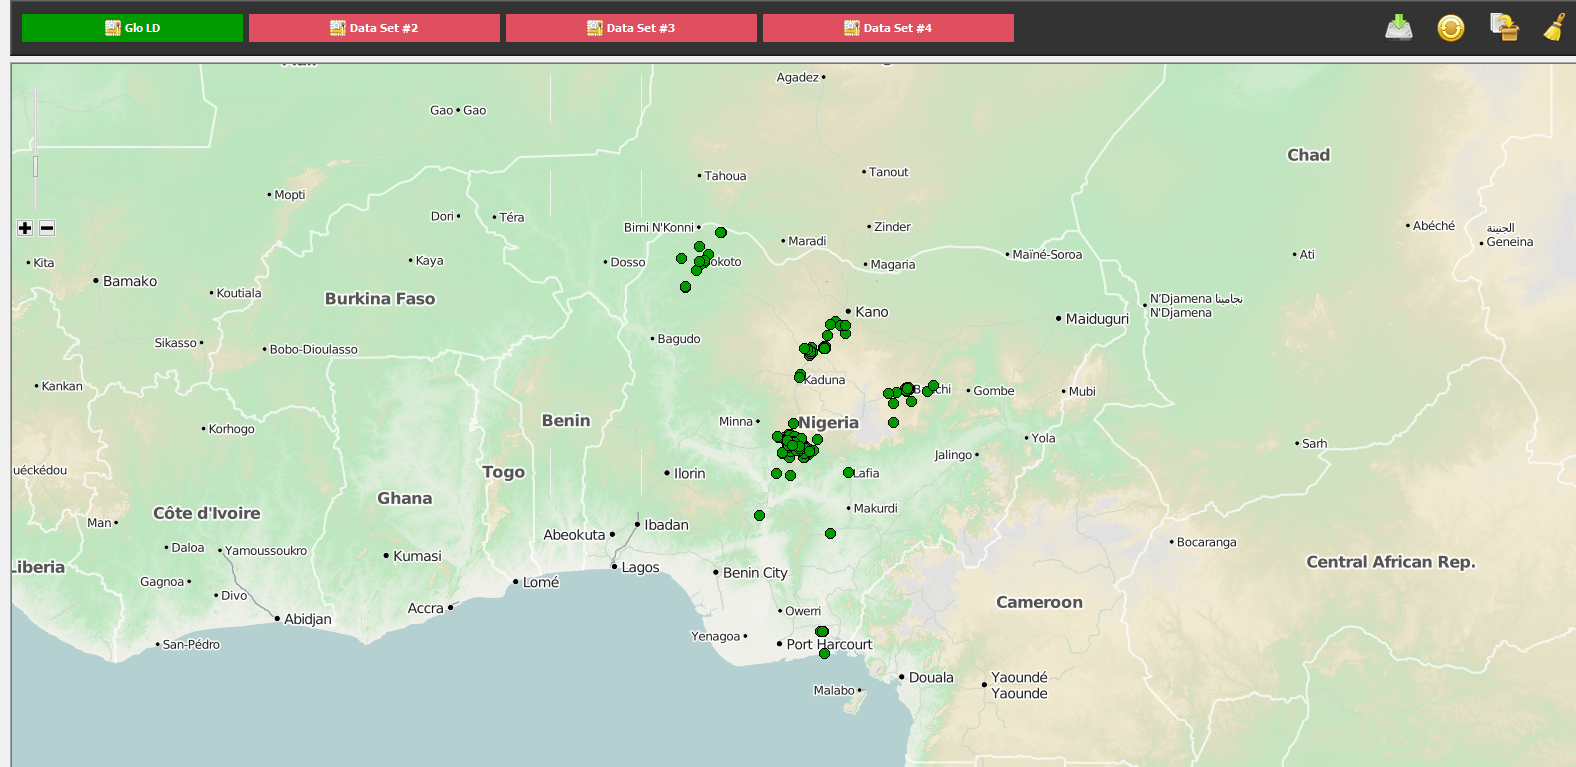 Glo LD
Data Set #2
Data Set #3
Data Set #4
Agadez
Gao
Gao
Chad
Tahoua
Tanout
Mopti
Dori
Téra
Birni N'Konni
Zinder
Abéché
الجنينة
Geneina
Maradi
Kita
Bamako
Kaya
Dosso
okoto
Magaria
Maïné-Soroa
Ati
Koutiala
Burkina Faso
N'Djamena نجامينا
N'Djamena
Kano
Maiduguri
Sikasso
Bobo-Dioulasso
Bagudo
Kankan
Kaduna
Gombe
Mubi
Korhogo
Benin
Minna
Nigeria
Yola
Sarh
Jalingo
uéckédou
Togo
Ilorin
Lafia
Ghana
Côte d'Ivoire
Makurdi
Man
Abeokuta
Ibadan
Daloa
Yamoussoukro
Kumasi
Bocaranga
Liberia
Lagos
Benin City
Central African Rep.
Gagnoa
Lomé
Divo
Accra
Owerri
Cameroon
Abidjan
San-Pédro
Yenagoa
Port Harcourt
Douala
Yaoundé
Yaounde
Malabo